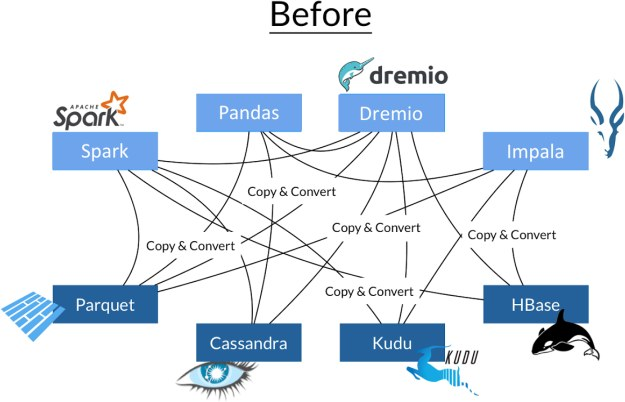 Before
APACHE
Spark
dremio
Pandas
Dremio
Spark
Impala
Copy & Convert
Copy & Convert
Copy & Convert
Copy & Convert
Copy & Convert
Parquet
HBase
Cassandra
Kudu
KUDU